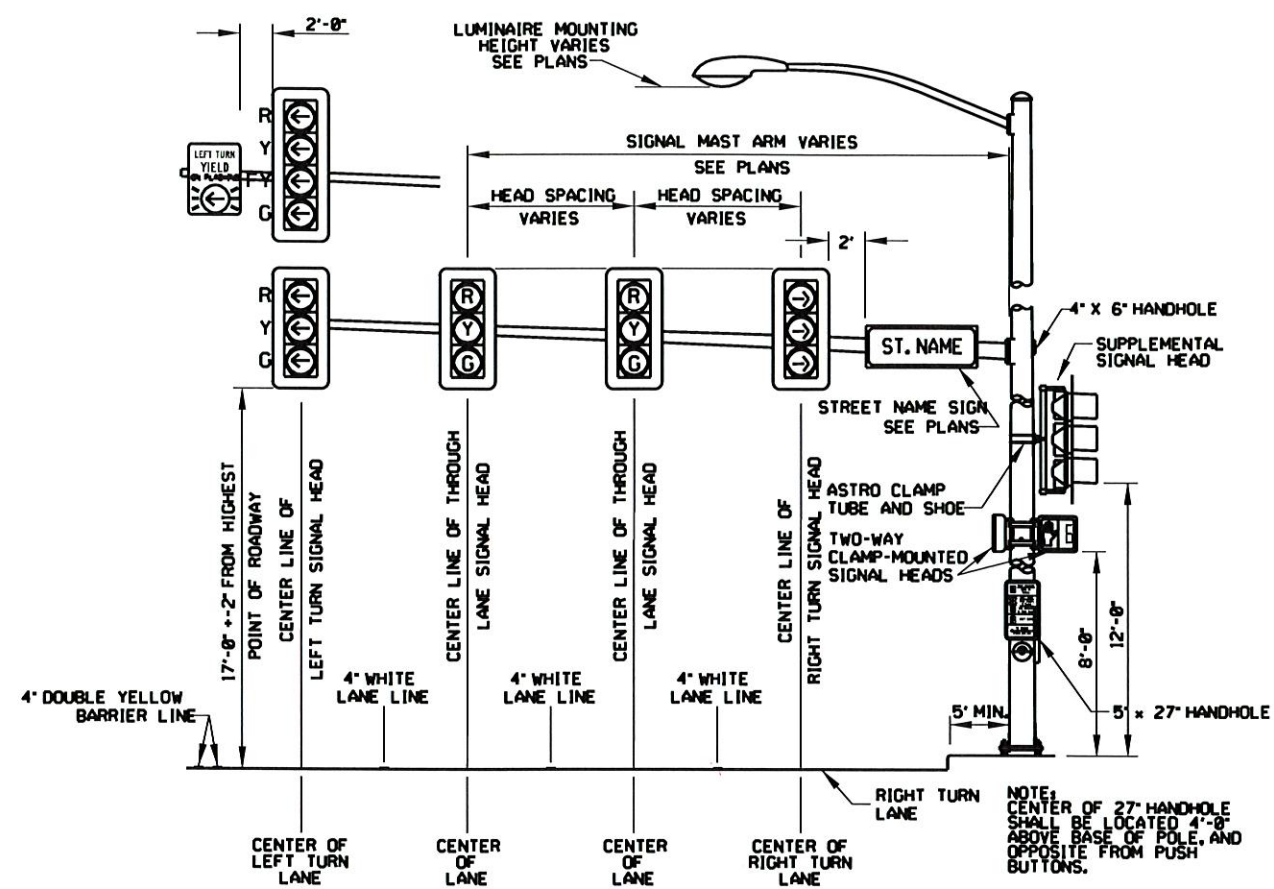 2'-0"
LUMINAIRE MOUNTING
HEIGHT VARIES
SEE PLANS
R
Y
FY
G
LEFT TURN
YIELD
SIGNAL MAST ARM VARIES
SEE PLANS
HEAD SPACING
VARIES
HEAD SPACING
VARIES
2'
R
Y
G
R
Y
G
R
Y
G
ST. NAME
4" X 6" HANDHOLE
SUPPLEMENTAL
SIGNAL HEAD
STREET NAME SIGN
SEE PLANS
ASTRO CLAMP
TUBE AND SHOE
TWO-WAY
CLAMP-MOUNTED
SIGNAL HEADS
17'-0" +-2" FROM HIGHEST
POINT OF ROADWAY
CENTER LINE OF
LEFT TURN SIGNAL HEAD
CENTER LINE OF THROUGH
LANE SIGNAL HEAD
CENTER LINE OF THROUGH
LANE SIGNAL HEAD
CENTER LINE OF
RIGHT TURN SIGNAL HEAD
8'-0"
12'-0"
4" DOUBLE YELLOW
BARRIER LINE
4" WHITE
LANE LINE
4" WHITE
LANE LINE
4" WHITE
LANE LINE
5' MIN.
5" x 27" HANDHOLE
RIGHT TURN
LANE
CENTER OF
LEFT TURN
LANE
CENTER
OF
LANE
CENTER
OF
LANE
CENTER OF
RIGHT TURN
LANE
NOTE:
CENTER OF 27" HANDHOLE
SHALL BE LOCATED 4'-0"
ABOVE BASE OF POLE, AND
OPPOSITE FROM PUSH
BUTTONS.